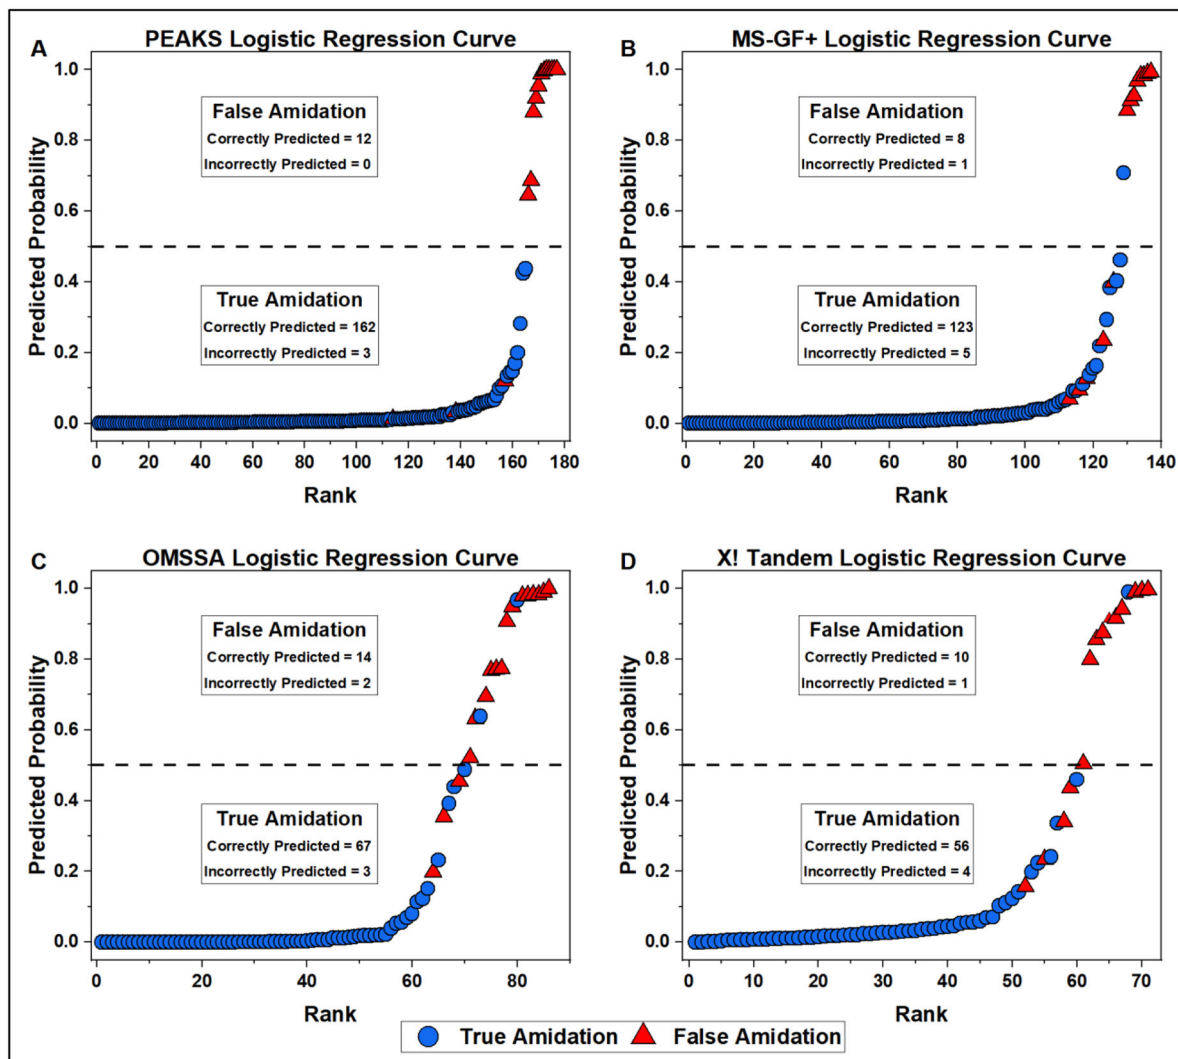 A
PEAKS Logistic Regression Curve
Predicted Probability
1.0
0.8
0.6
0.4
0.2
0.0
False Amidation
Correctly Predicted = 12
Incorrectly Predicted = 0
True Amidation
Correctly Predicted = 162
Incorrectly Predicted = 3
0 20 40 60 80 100 120 140 160 180
Rank
B
MS-GF+ Logistic Regression Curve
Predicted Probability
1.0
0.8
0.6
0.4
0.2
0.0
False Amidation
Correctly Predicted = 8
Incorrectly Predicted = 1
True Amidation
Correctly Predicted = 123
Incorrectly Predicted = 5
0 20 40 60 80 100 120 140
Rank
C
OMSSA Logistic Regression Curve
Predicted Probability
1.0
0.8
0.6
0.4
0.2
0.0
False Amidation
Correctly Predicted = 14
Incorrectly Predicted = 2
True Amidation
Correctly Predicted = 67
Incorrectly Predicted = 3
0 20 40 60 80
Rank
D
X! Tandem Logistic Regression Curve
Predicted Probability
1.0
0.8
0.6
0.4
0.2
0.0
False Amidation
Correctly Predicted = 10
Incorrectly Predicted = 1
True Amidation
Correctly Predicted = 56
Incorrectly Predicted = 4
0 10 20 30 40 50 60 70
Rank
True Amidation False Amidation